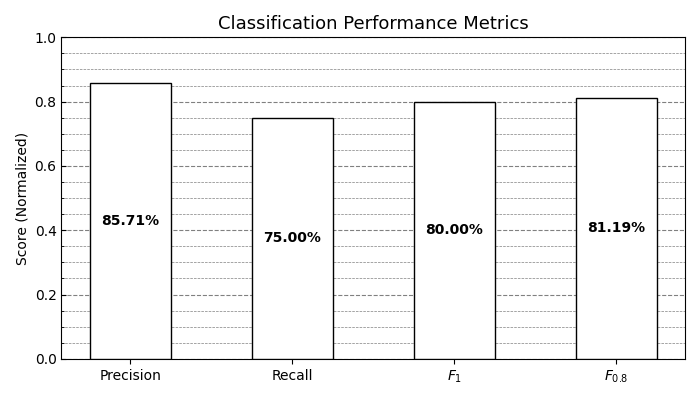 Classification Performance Metrics
Score (Normalized)
1.0
0.8
0.6
0.4
0.2
0.0
85.71%
75.00%
80.00%
81.19%
Precision
Recall
F₁
F₀.₈